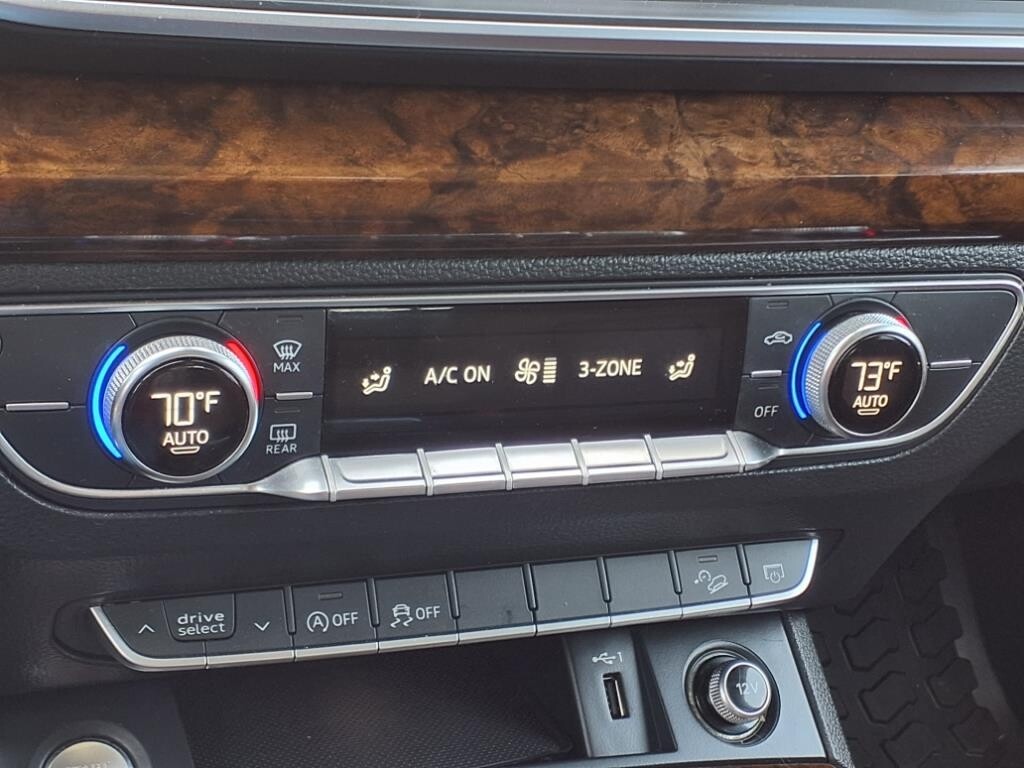 70°F
AUTO
MAX
REAR
A/C ON
3-ZONE
OFF
73°F
AUTO
drive
select
A OFF
OFF
1
12V